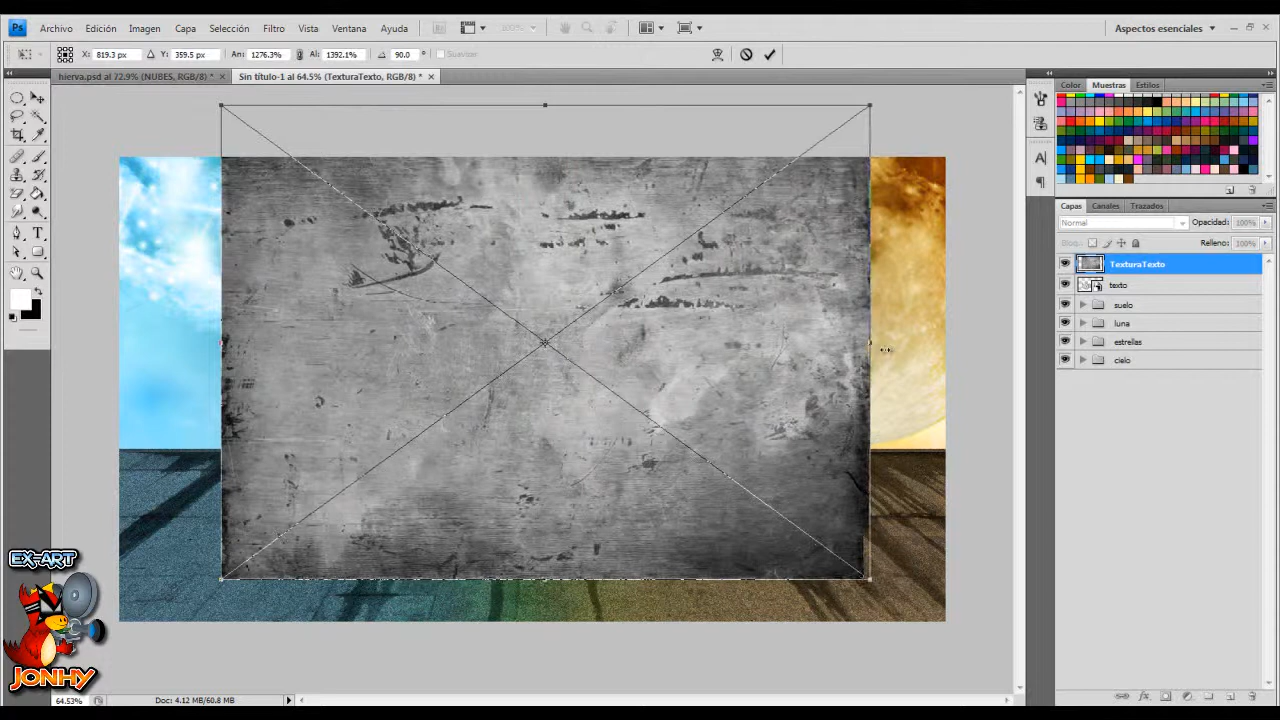 Ps Archivo Edición Imagen Capa Selección Filtro Vista Ventana Ayuda 100% Aspectos esenciales
X: 819.3 px Y: 359.5 px An: 1276.3% Al: 1392.1% 90.0 ° Suavizar
hierva.psd al 72.9% (NUBES, RGB/8) * × Sin título-1 al 64.5% (TexturaTexto, RGB/8) * ×
Color Muestras Estilos
Capas Canales Trazados
Normal Opacidad: 100%
Relleno: 100%
TexturaTexto
texto
suelo
luna
estrellas
cielo
EX-ART
JONHY
64.53% Doc: 4.12 MB/60.8 MB